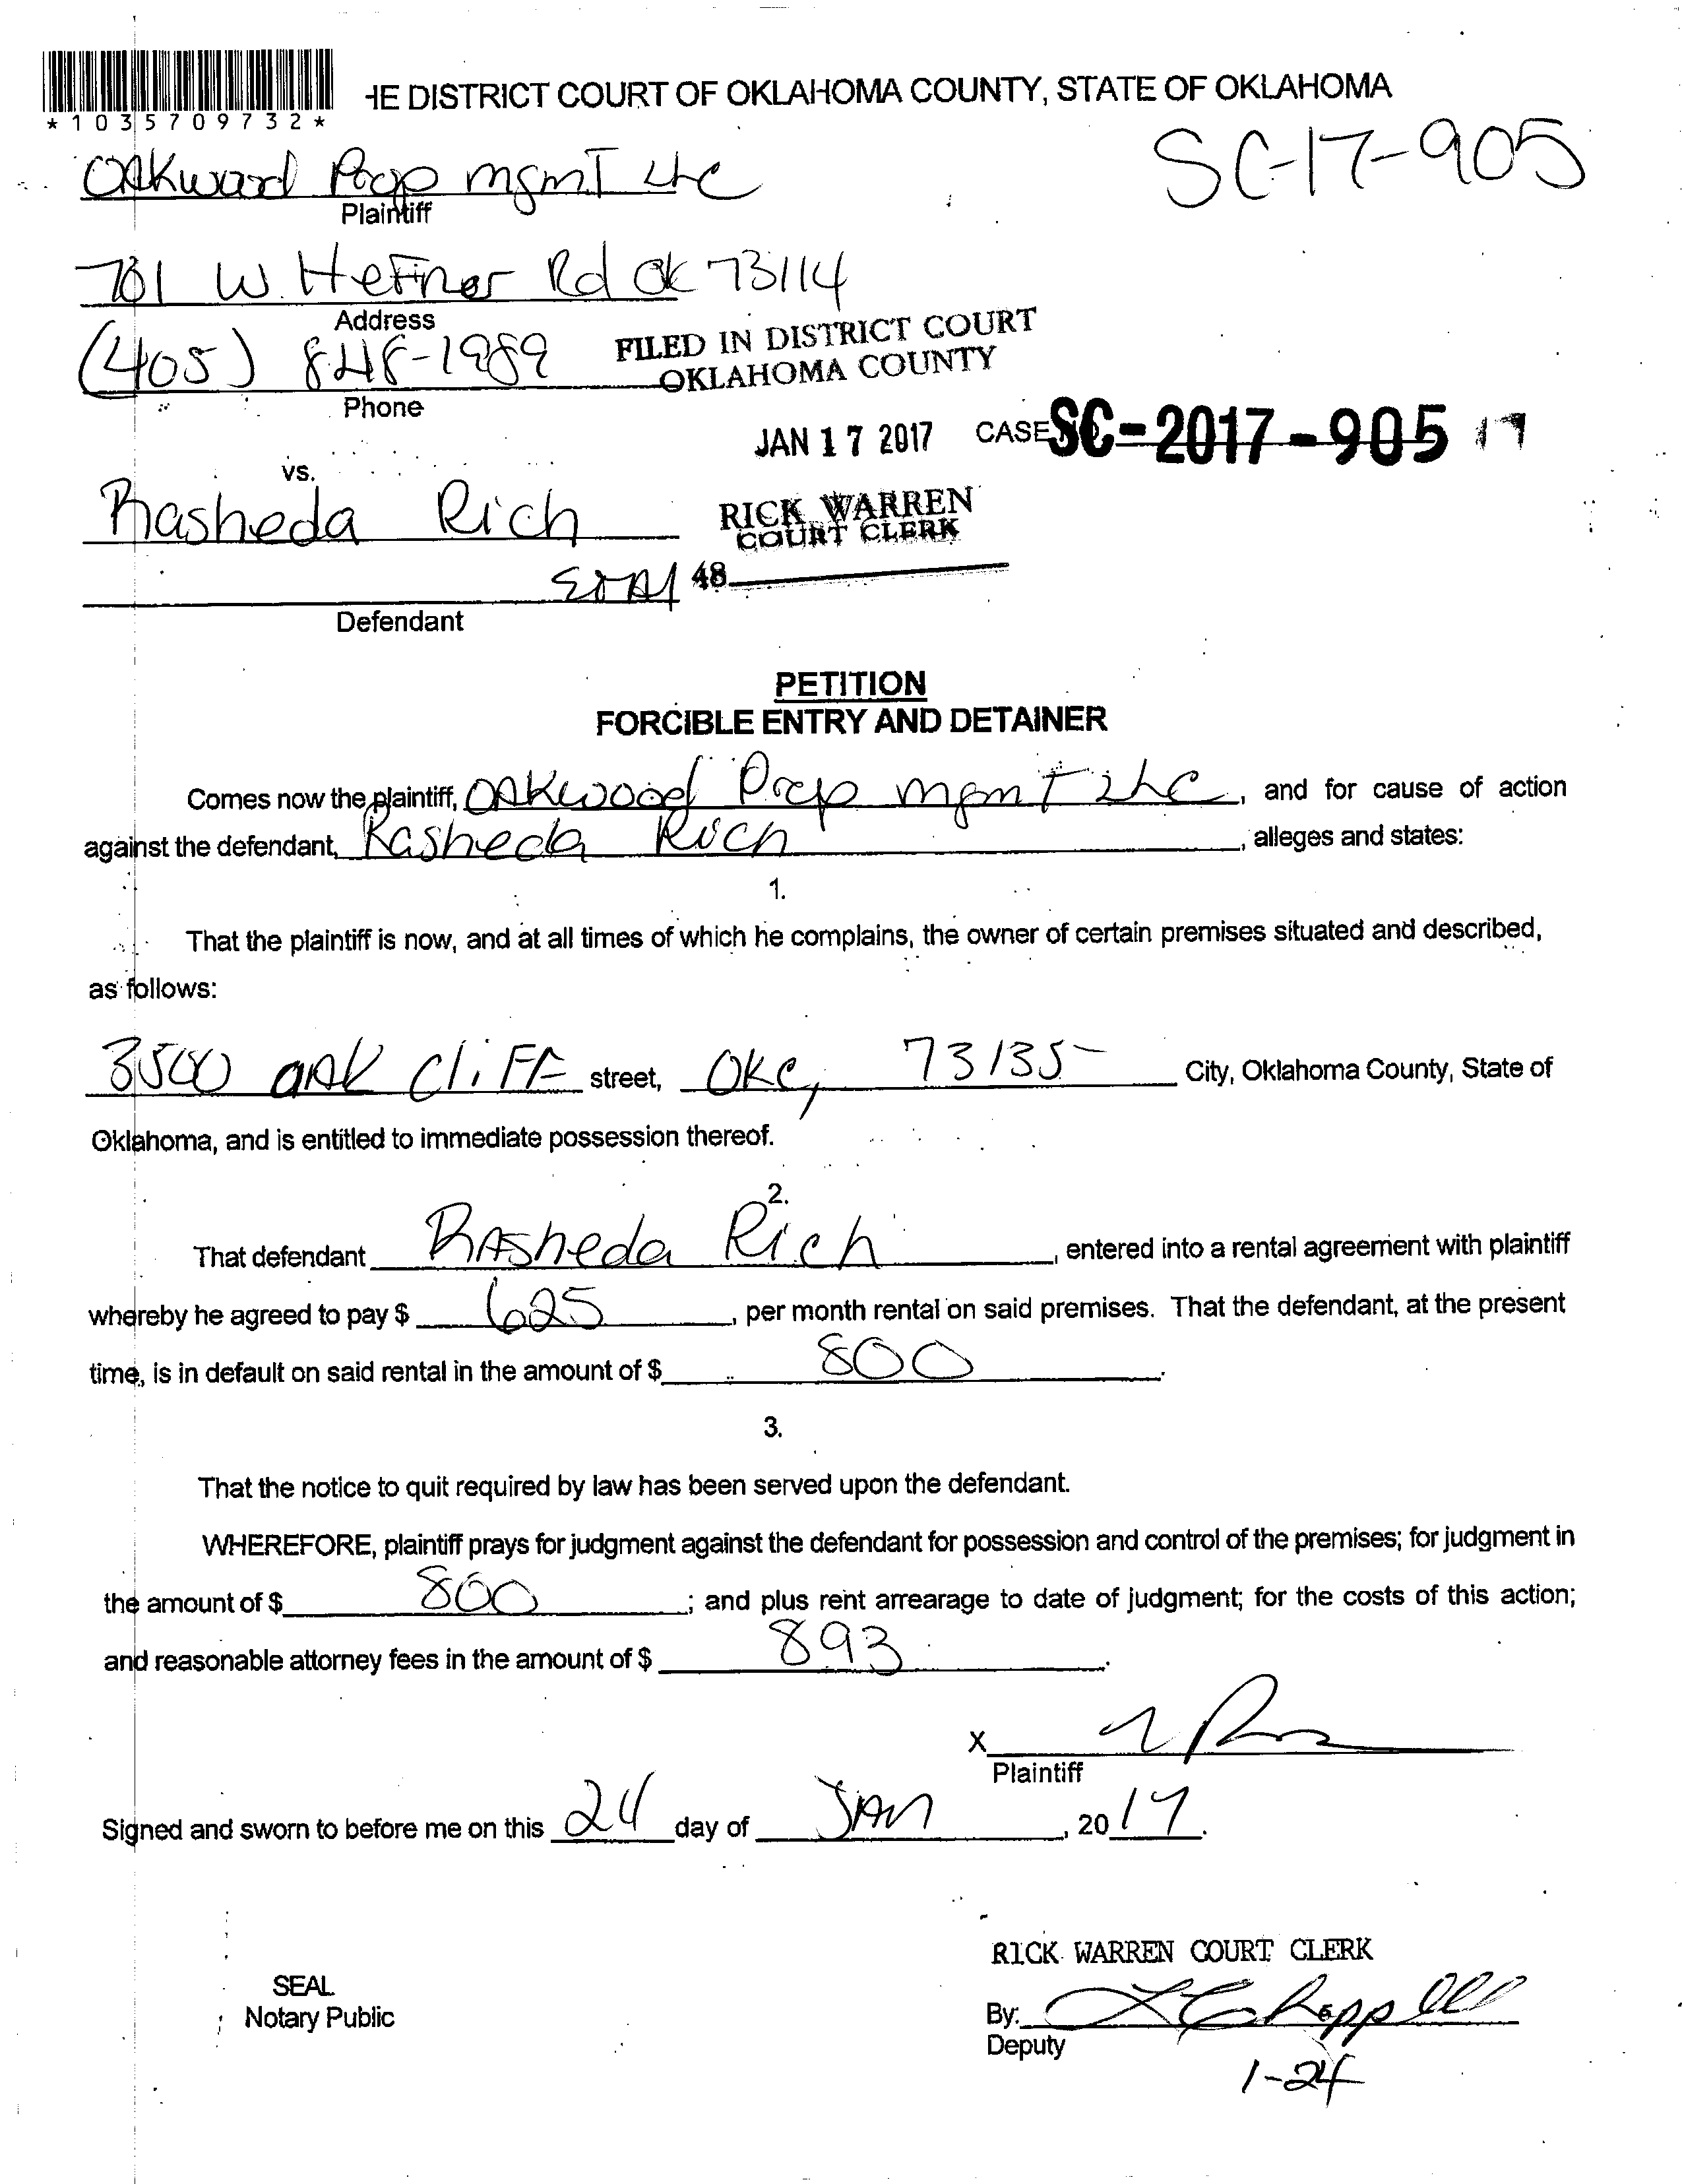 HE DISTRICT COURT OF OKLAHOMA COUNTY, STATE OF OKLAHOMA
*1035709732*
SC-17-905
Oakward Prop mgmT LLC
Plaintiff
701 W. Hefner Rd Ok 73114
Address
(405) 848-1989
Phone
FILED IN DISTRICT COURT
OKLAHOMA COUNTY
JAN 17 2017
CASE SC-2017-905 17
vs.
Rasheda Rich
RICK WARREN
COURT CLERK
et Al 48
Defendant
PETITION
FORCIBLE ENTRY AND DETAINER
Comes now the plaintiff, OAKwood Prop mgmT LLC, and for cause of action
against the defendant, Rasheda Rich, alleges and states:
1.
That the plaintiff is now, and at all times of which he complains, the owner of certain premises situated and described,
as follows:
3500 OAK CliFF street, OKC, 73135 City, Oklahoma County, State of
Oklahoma, and is entitled to immediate possession thereof.
2.
That defendant RAsheda Rich, entered into a rental agreement with plaintiff
whereby he agreed to pay $ 625, per month rental on said premises. That the defendant, at the present
time, is in default on said rental in the amount of $ 800.
3.
That the notice to quit required by law has been served upon the defendant.
WHEREFORE, plaintiff prays for judgment against the defendant for possession and control of the premises; for judgment in
the amount of $ 800; and plus rent arrearage to date of judgment; for the costs of this action;
and reasonable attorney fees in the amount of $ 893.
X
Plaintiff
Signed and sworn to before me on this 24 day of JAN, 2017.
RICK WARREN COURT CLERK
SEAL
Notary Public
By: L Chappell
Deputy
1-24